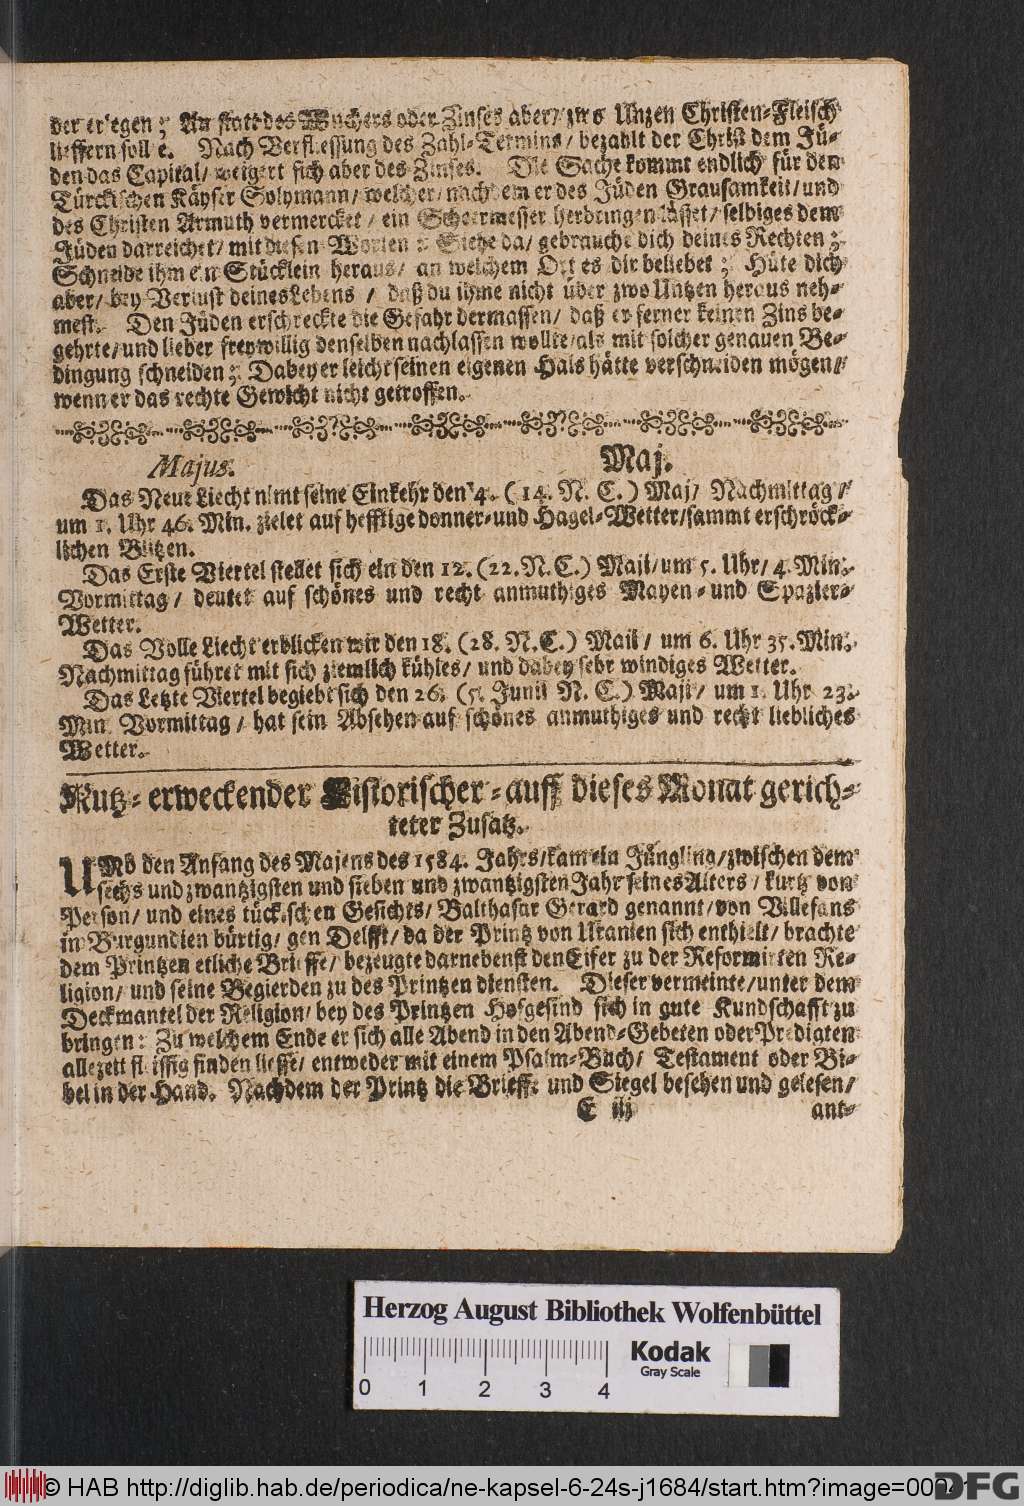 der erlegen; An statt des Wuchers oder Zinses aber/ zwo Untzen Christen-Fleisch
lieffern solle. Nach Verfliessung des Zahl-Termins/ bezahlt der Christ dem Jü-
den das Capital/ weigert sich aber des Zinses. Die Sache kommt endlich für den
Türckischen Käyser Solymann/ welcher/ nachdem er des Jüden Grausamkeit/ und
des Christen Armuth vermercket/ ein Scheermesser herbringen lässet/ selbiges dem
Jüden darreichet/ mit diesen Worten: Siehe da/ gebrauche dich deines Rechten;
Schneide ihm ein Stücklein heraus/ an welchem Ort es dir beliebet; Hüte dich
aber/ bey Verlust deines Lebens/ daß du ihme nicht über zwo Untzen heraus neh-
mest. Den Jüden erschreckte die Gefahr dermassen/ daß er ferner keinen Zins be-
gehrte/ und lieber freywillig denselben nachlassen wollte/ als mit solcher genauen Be-
dingung schneiden; Dabey er leicht seinen eigenen Hals hätte verschneiden mögen/
wenn er das rechte Gewicht nicht getroffen.
Majus. Maj.
Das Neue Liecht nimt seine Einkehr den 4. (14. N. C.) Maj/ Nachmittag/
um 1. Uhr 46. Min. zielet auf hefftige donner- und Hagel-Wetter/ sammt erschröck-
lichen Blitzen.
Das Erste Viertel stellet sich ein den 12. (22. N. C.) Maji/ um 5. Uhr/ 4. Min.
Vormittag/ deutet auf schönes und recht anmuthiges Mayen- und Spazier-
Wetter.
Das Volle Liecht erblicken wir den 18. (28. N. C.) Maii/ um 6. Uhr 35. Min.
Nachmittag führet mit sich ziemlich kühles/ und dabey sehr windiges Wetter.
Das Letzte Viertel begiebt sich den 26. (5. Junii N. C.) Maji/ um 1. Uhr 23.
Min. Vormittag/ hat sein Absehen auf schönes anmuthiges und recht liebliches
Wetter.
Nutz-erweckender Historischer-auff dieses Monat gerich-
teter Zusatz.
UMb den Anfang des Majens des 1584. Jahrs/ kam ein Jüngling/ zwischen dem
sechs und zwantzigsten und sieben und zwantzigsten Jahr seines Alters/ kurtz von
Person/ und eines tückischen Gesichts/ Balthasar Gerard genannt/ von Villefans
in Burgundien bürtig/ gen Delfft/ da der Printz von Uranien sich enthielt/ brachte
dem Printzen etliche Brieffe/ bezeugte darnebenst den Eifer zu der Reformirten Re-
ligion/ und seine Begierden zu des Printzen diensten. Dieser vermeinte/ unter dem
Deckmantel der Religion/ bey des Printzen Hofgesind sich in gute Kundschafft zu
bringen: Zu welchem Ende er sich alle Abend in den Abend-Gebeten oder Predigten
allezeit fleissig finden liesse/ entweder mit einem Psalm-Buch/ Testament oder Bi-
bel in der Hand. Nachdem der Printz die Brieffe und Siegel besehen und gelesen/
E iij ant-
Herzog August Bibliothek Wolfenbüttel
Kodak
Gray Scale
0 1 2 3 4
© HAB http://diglib.hab.de/periodica/ne-kapsel-6-24s-j1684/start.htm?image=000
DFG